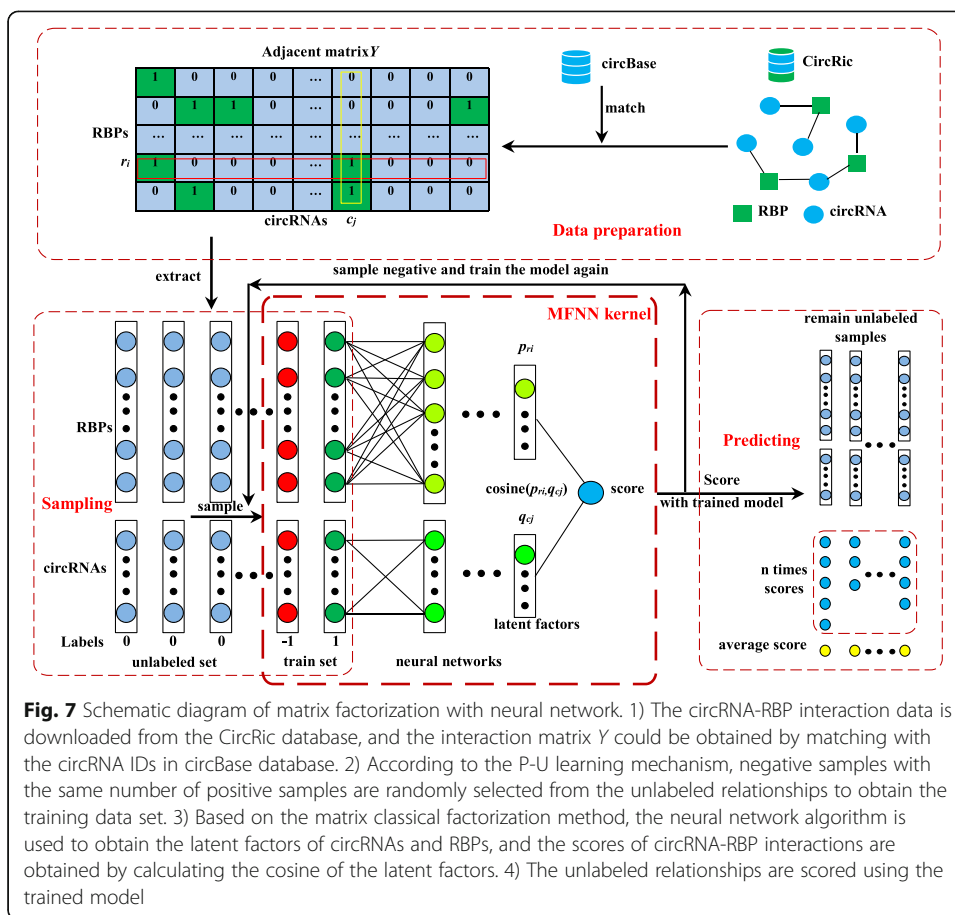 Adjacent matrixY
1 0 0 0 ... 0 0 0 0
0 1 1 0 ... 0 0 0 1
... ... ... ... ... ... ... ... ...
1 0 0 0 ... 1 0 0 0
0 1 0 0 ... 1 0 0 0
RBPs
ri
circRNAs cj
circBase
CircRic
match
RBP circRNA
Data preparation
extract
sample negative and train the model again
MFNN kernel
remain unlabeled
samples
RBPs
Sampling
sample
circRNAs
Labels 0 0 0 -1 1
unlabeled set train set neural networks
pri
cosine(pri,qcj)
score
qcj
latent factors
Predicting
Score
with trained model
n times
scores
average score
Fig. 7 Schematic diagram of matrix factorization with neural network. 1) The circRNA-RBP interaction data is
downloaded from the CircRic database, and the interaction matrix Y could be obtained by matching with
the circRNA IDs in circBase database. 2) According to the P-U learning mechanism, negative samples with
the same number of positive samples are randomly selected from the unlabeled relationships to obtain the
training data set. 3) Based on the matrix classical factorization method, the neural network algorithm is
used to obtain the latent factors of circRNAs and RBPs, and the scores of circRNA-RBP interactions are
obtained by calculating the cosine of the latent factors. 4) The unlabeled relationships are scored using the
trained model